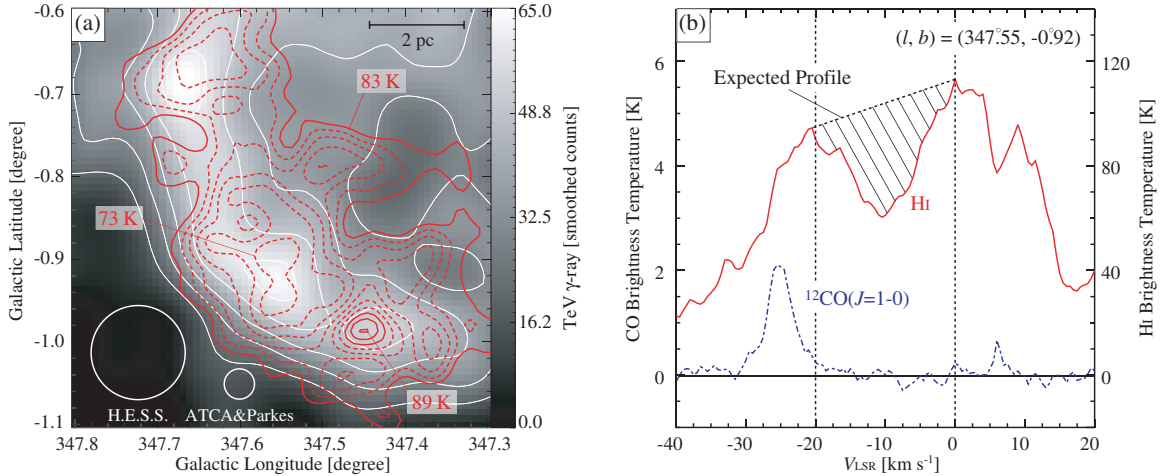 (a)
2 pc
83 K
73 K
89 K
H.E.S.S.
ATCA&Parkes
-0.6
-0.7
-0.8
-0.9
-1.0
-1.1
Galactic Latitude [degree]
347.8
347.7
347.6
347.5
347.4
347.3
Galactic Longitude [degree]
65.0
48.8
32.5
16.2
0.0
TeV γ-ray [smoothed counts]
(b)
(l, b) = (347°.55, -0°.92)
Expected Profile
HI
¹²CO(J=1-0)
6
4
2
0
CO Brightness Temperature [K]
120
80
40
0
HI Brightness Temperature [K]
-40
-30
-20
-10
0
10
20
VLSR [km s⁻¹]